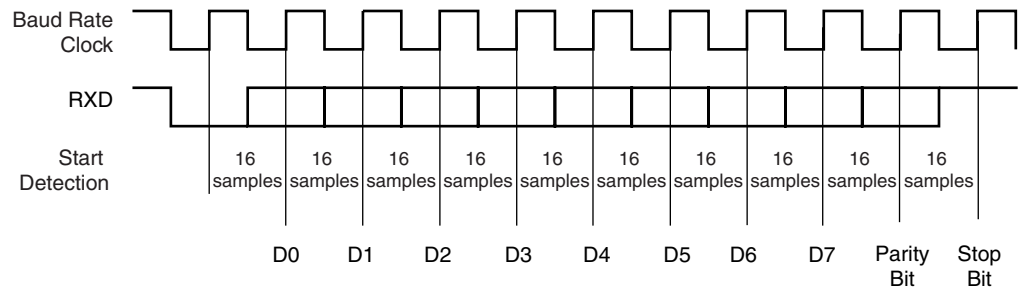 Baud Rate
Clock
RXD
Start
Detection
16 16 16 16 16 16 16 16 16 16
samples samples samples samples samples samples samples samples samples samples
D0 D1 D2 D3 D4 D5 D6 D7 Parity Stop
Bit Bit